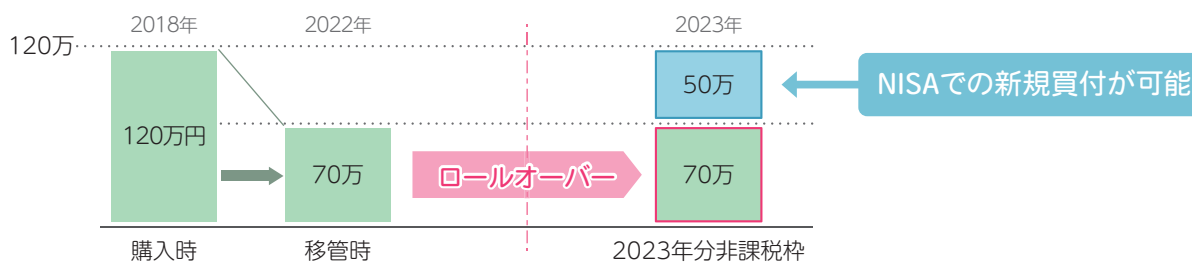 2018年
2022年
2023年
120万
50万
NISAでの新規買付が可能
120万円
70万
ロールオーバー
70万
購入時
移管時
2023年分非課税枠